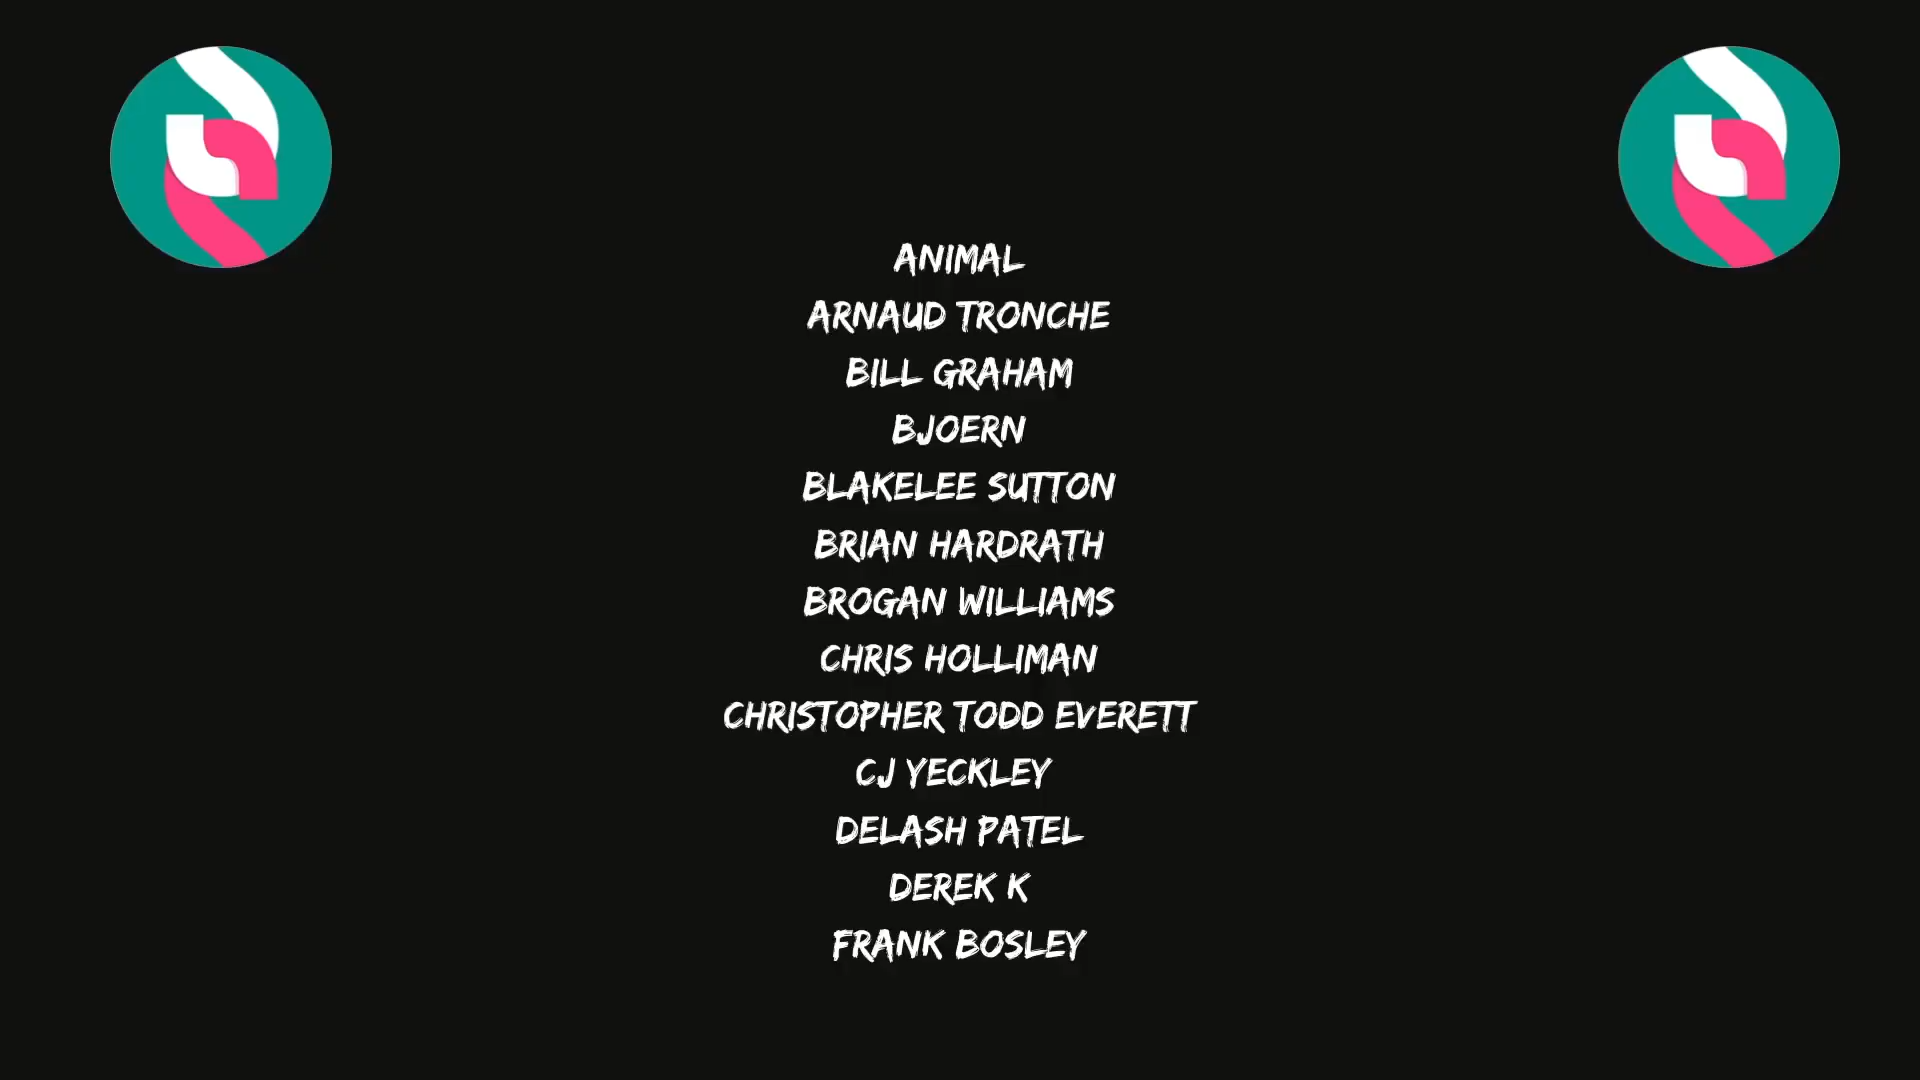 ANIMAL
ARNAUD TRONCHE
BILL GRAHAM
BJOERN
BLAKELEE SUTTON
BRIAN HARDRATH
BROGAN WILLIAMS
CHRIS HOLLIMAN
CHRISTOPHER TODD EVERETT
CJ YECKLEY
DELASH PATEL
DEREK K
FRANK BOSLEY